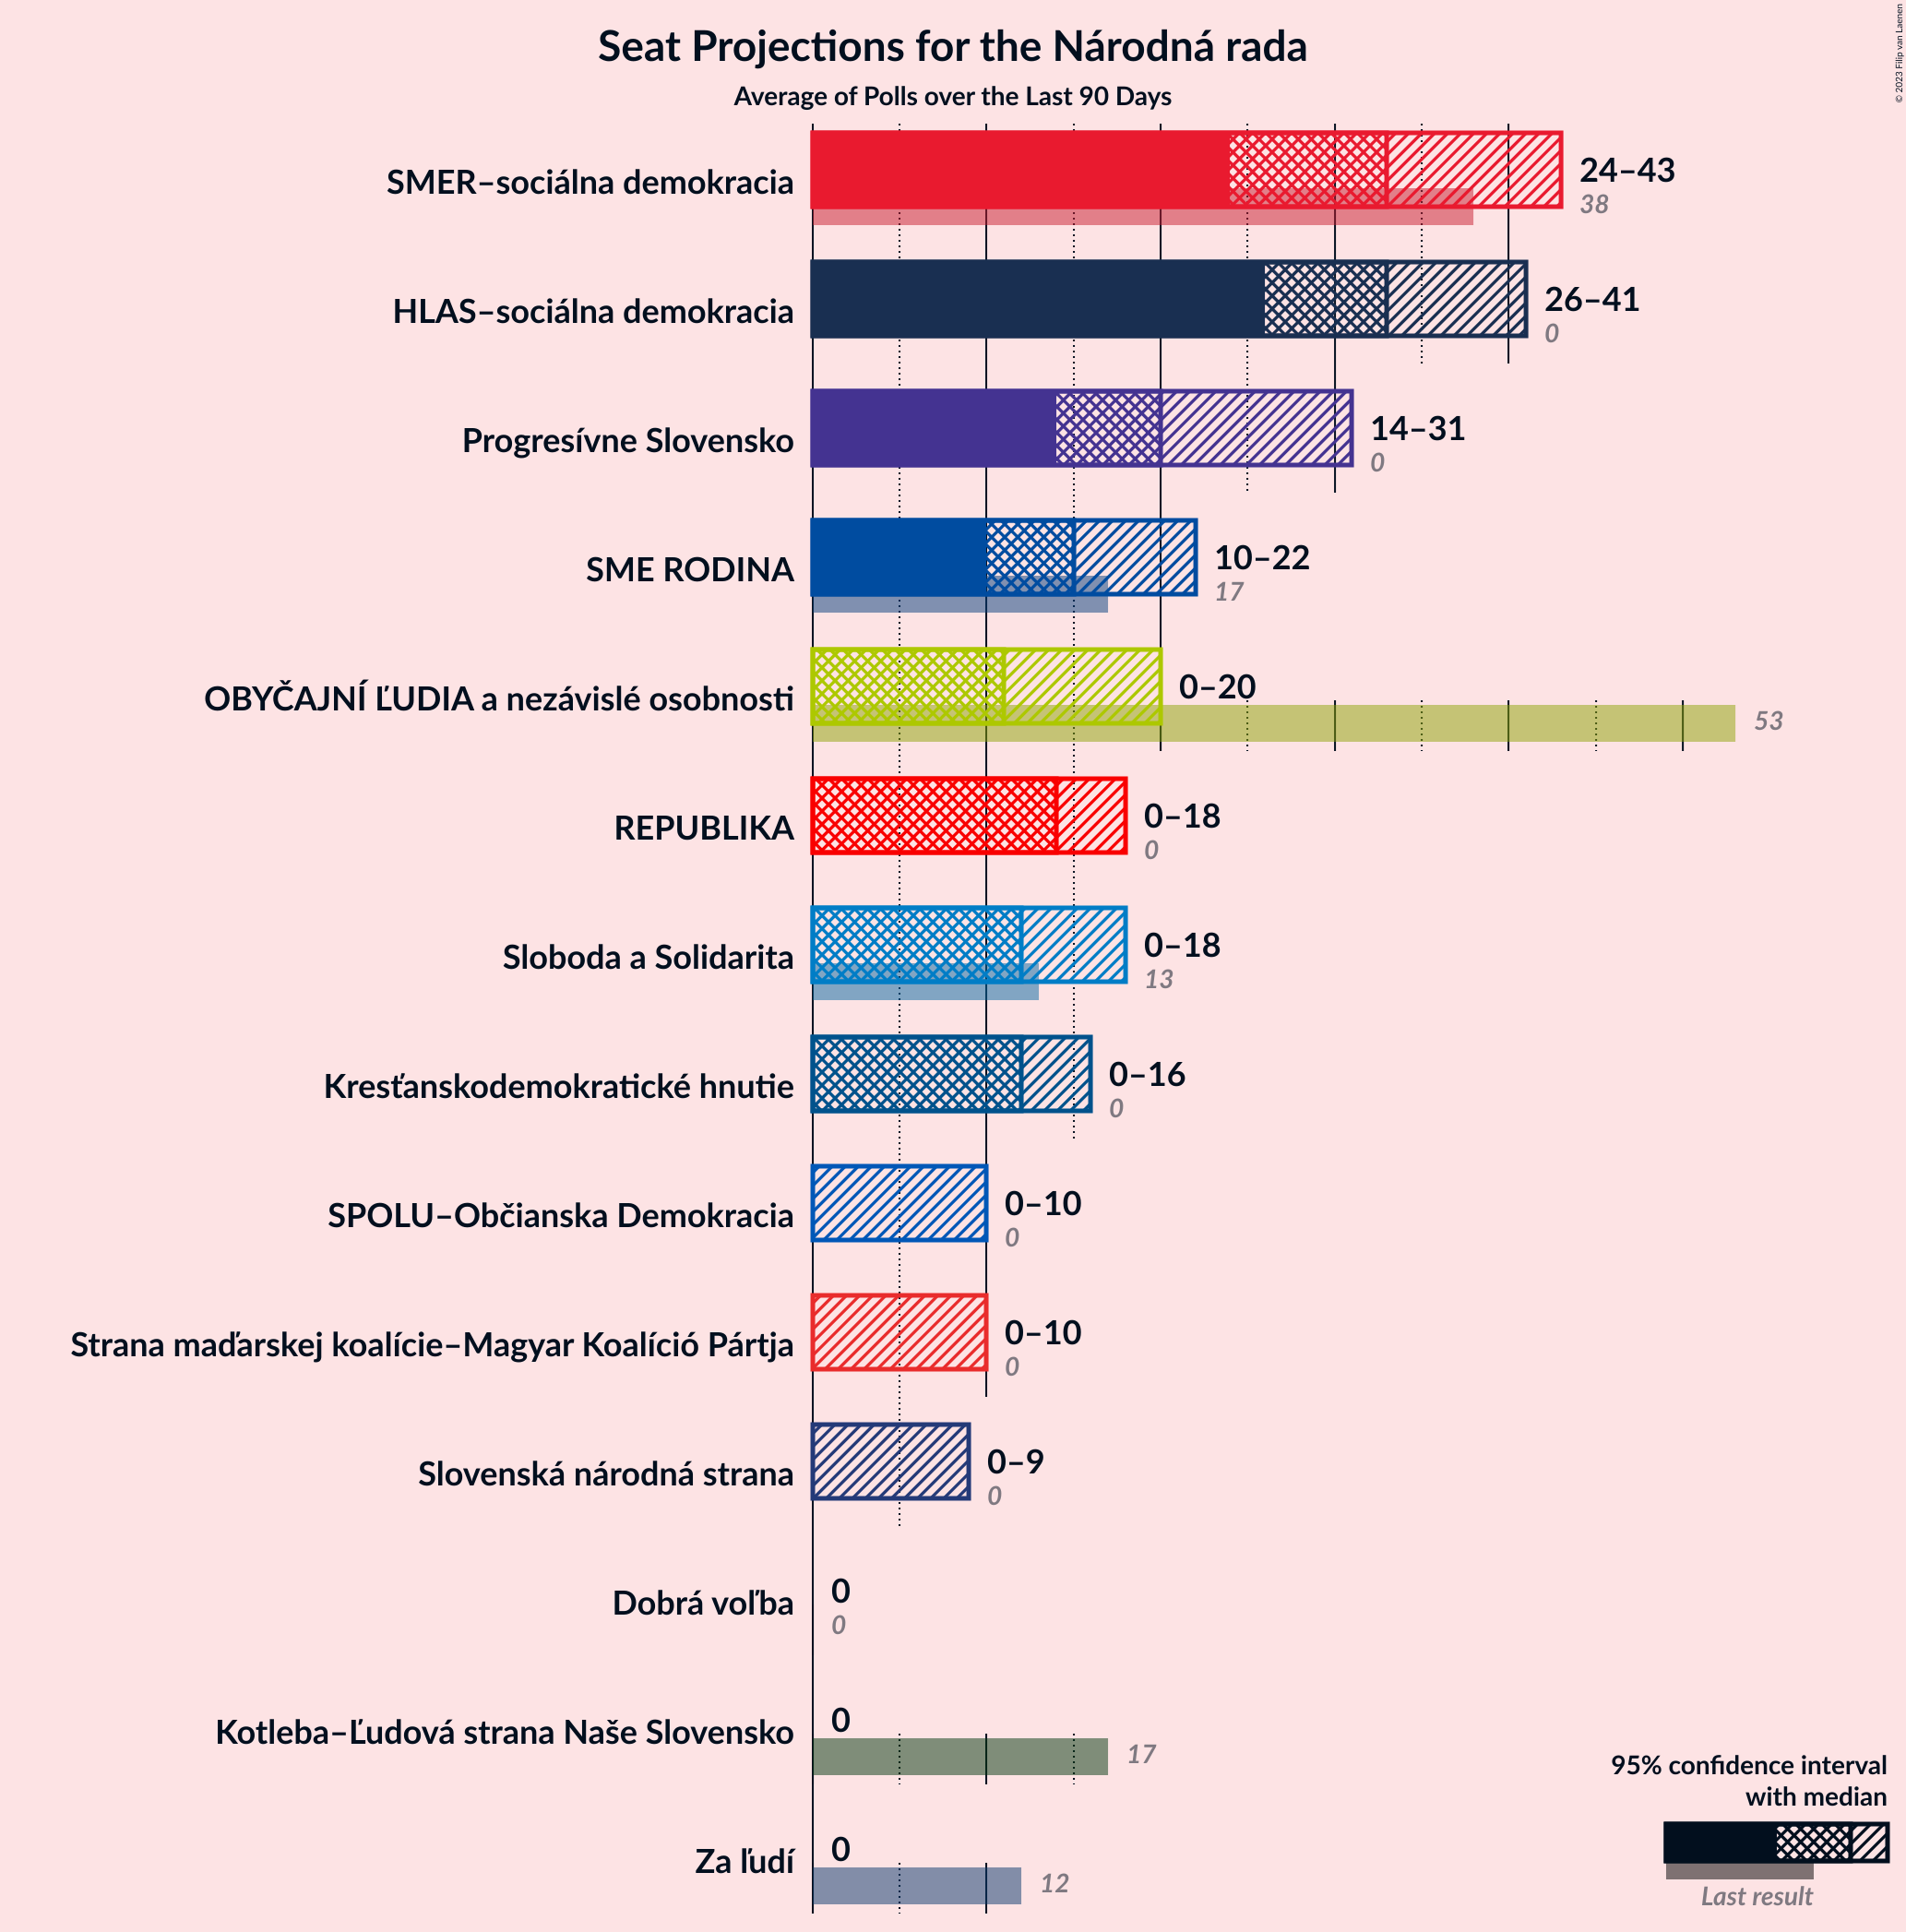 Seat Projections for the Národná rada
Average of Polls over the Last 90 Days
© 2023 Filip van Laenen
SMER–sociálna demokracia
24–43
38
HLAS–sociálna demokracia
26–41
0
Progresívne Slovensko
14–31
0
SME RODINA
10–22
17
OBYČAJNÍ ĽUDIA a nezávislé osobnosti
0–20
53
REPUBLIKA
0–18
0
Sloboda a Solidarita
0–18
13
Kresťanskodemokratické hnutie
0–16
0
SPOLU–Občianska Demokracia
0–10
0
Strana maďarskej koalície–Magyar Koalíció Pártja
0–10
0
Slovenská národná strana
0–9
0
Dobrá voľba
0
0
Kotleba–Ľudová strana Naše Slovensko
0
17
Za ľudí
0
12
95% confidence interval
with median
Last result